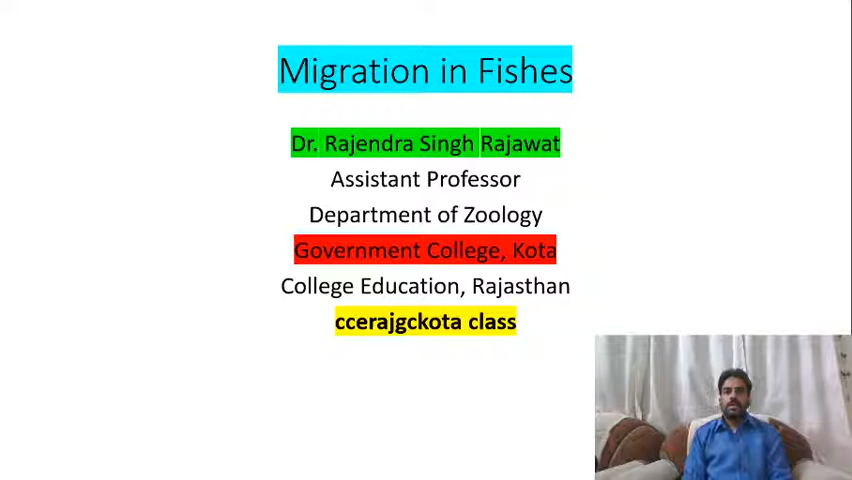 Migration in Fishes
Dr. Rajendra Singh Rajawat
Assistant Professor
Department of Zoology
Government College, Kota
College Education, Rajasthan
ccerajgckota class